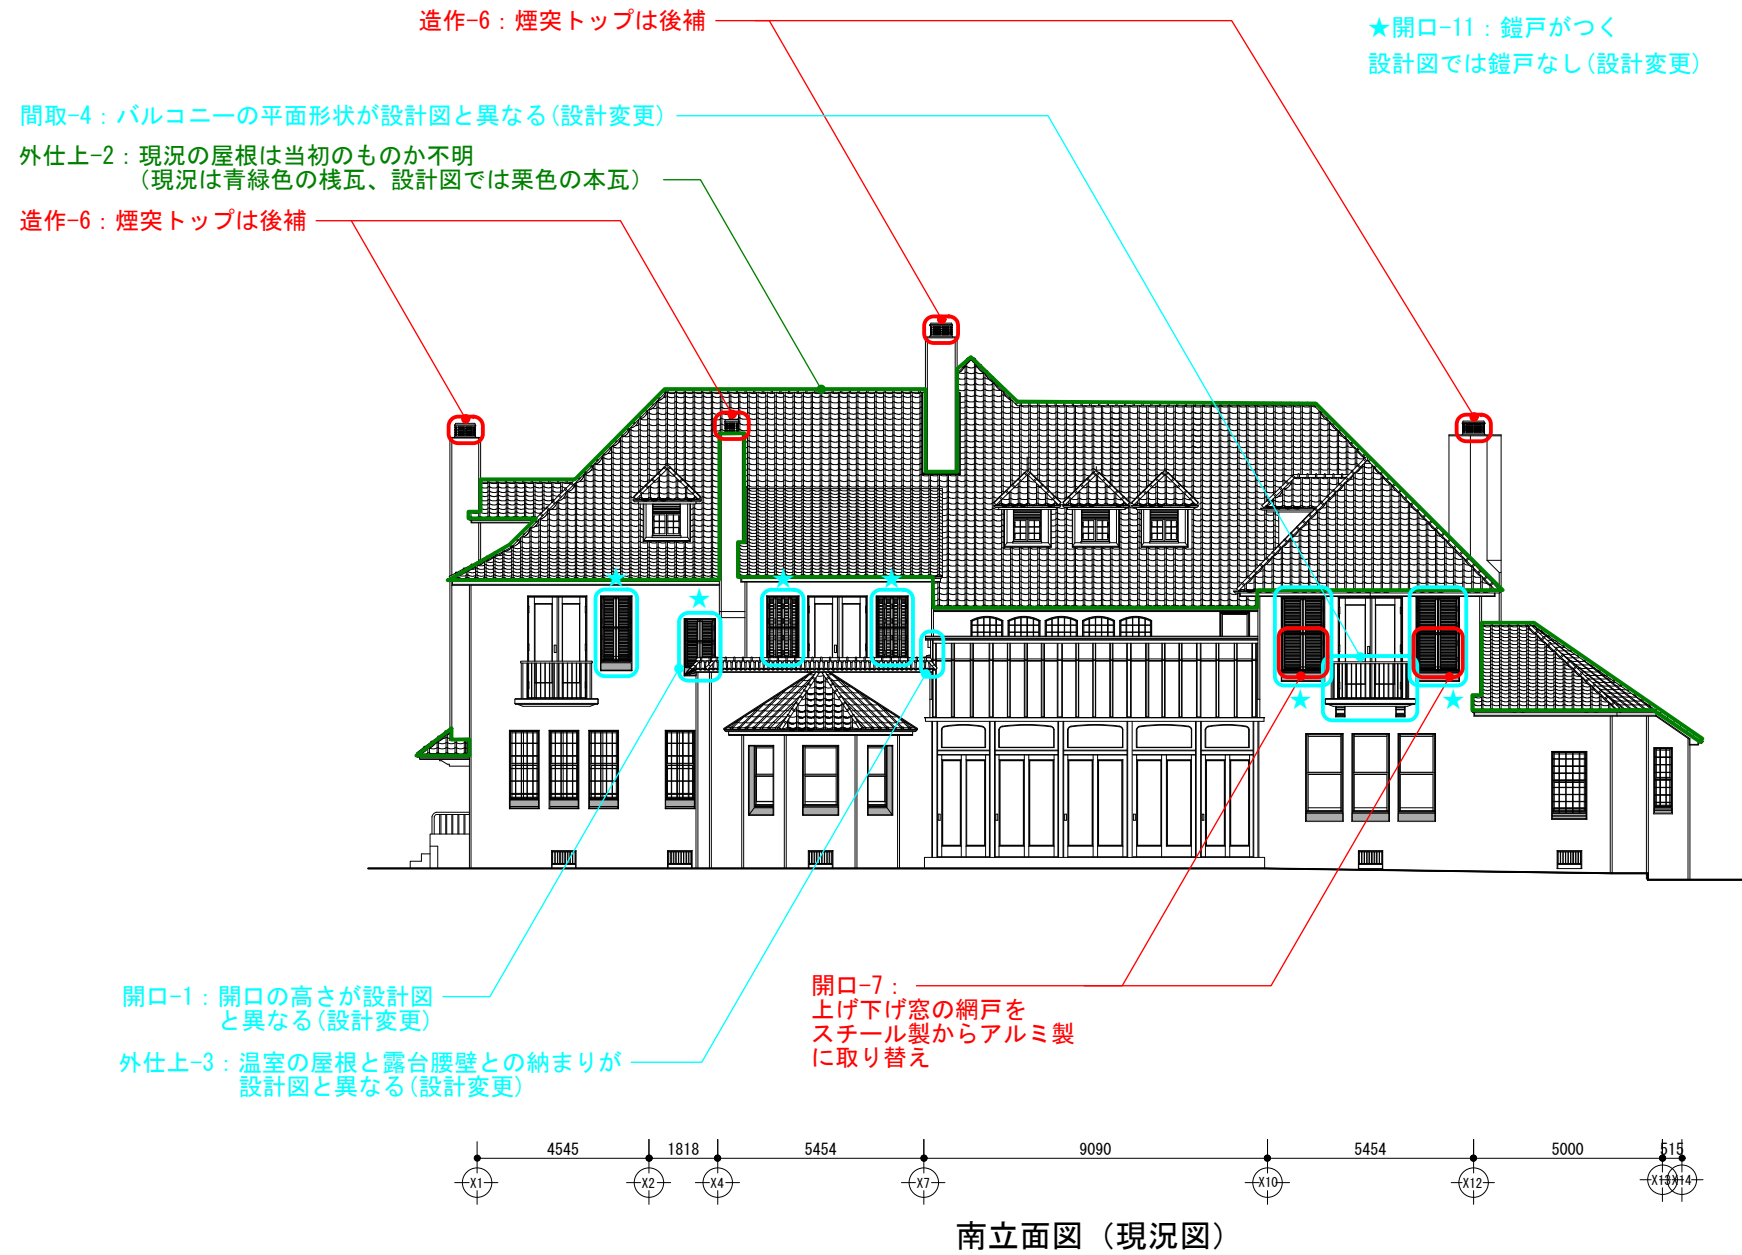 造作-6：煙突トップは後補
★開口-11：鎧戸がつく
設計図では鎧戸なし(設計変更)
間取-4：バルコニーの平面形状が設計図と異なる(設計変更)
外仕上-2：現況の屋根は当初のものか不明
（現況は青緑色の桟瓦、設計図では栗色の本瓦）
造作-6：煙突トップは後補
開口-1：開口の高さが設計図
と異なる(設計変更)
外仕上-3：温室の屋根と露台腰壁との納まりが
設計図と異なる(設計変更)
開口-7：
上げ下げ窓の網戸を
スチール製からアルミ製
に取り替え
4545 1818 5454 9090 5454 5000 515
X1 X2 X4 X7 X10 X12 X13 X14
南立面図（現況図）